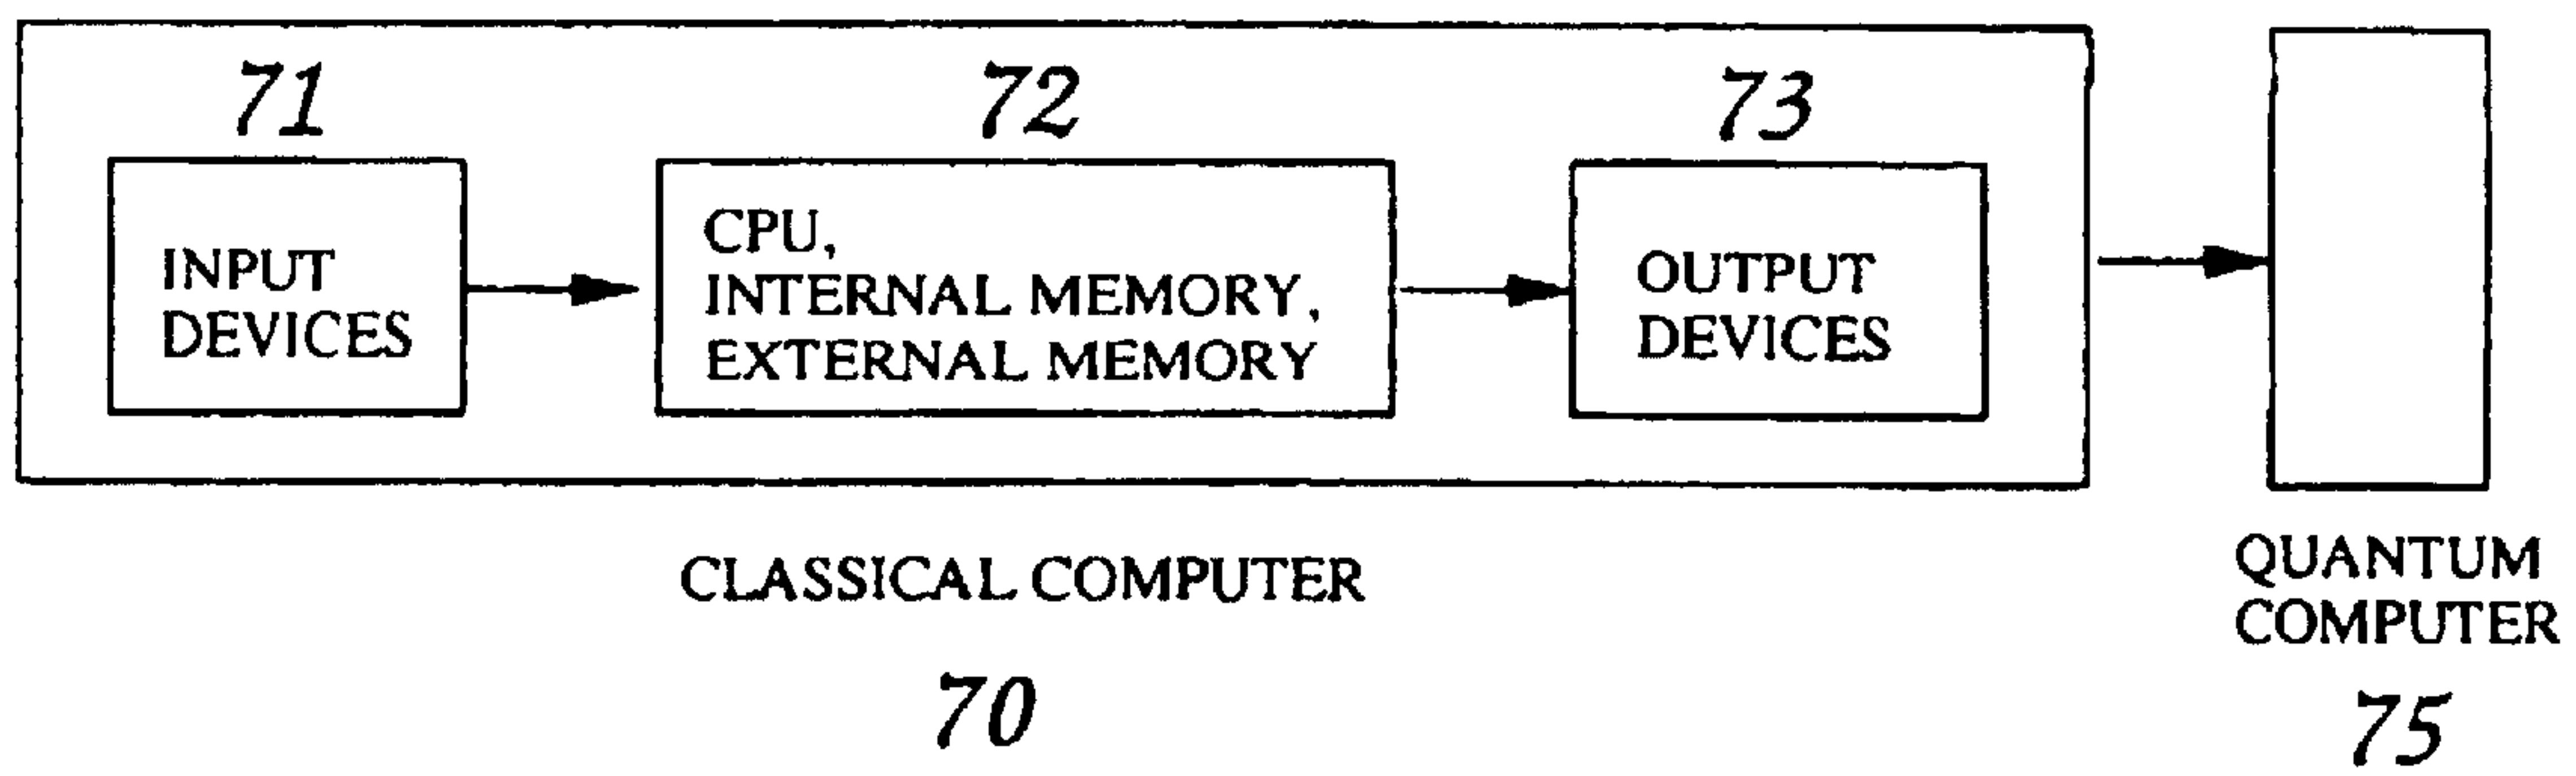 71
72
73
INPUT
DEVICES
CPU,
INTERNAL MEMORY,
EXTERNAL MEMORY
OUTPUT
DEVICES
CLASSICAL COMPUTER
70
QUANTUM
COMPUTER
75